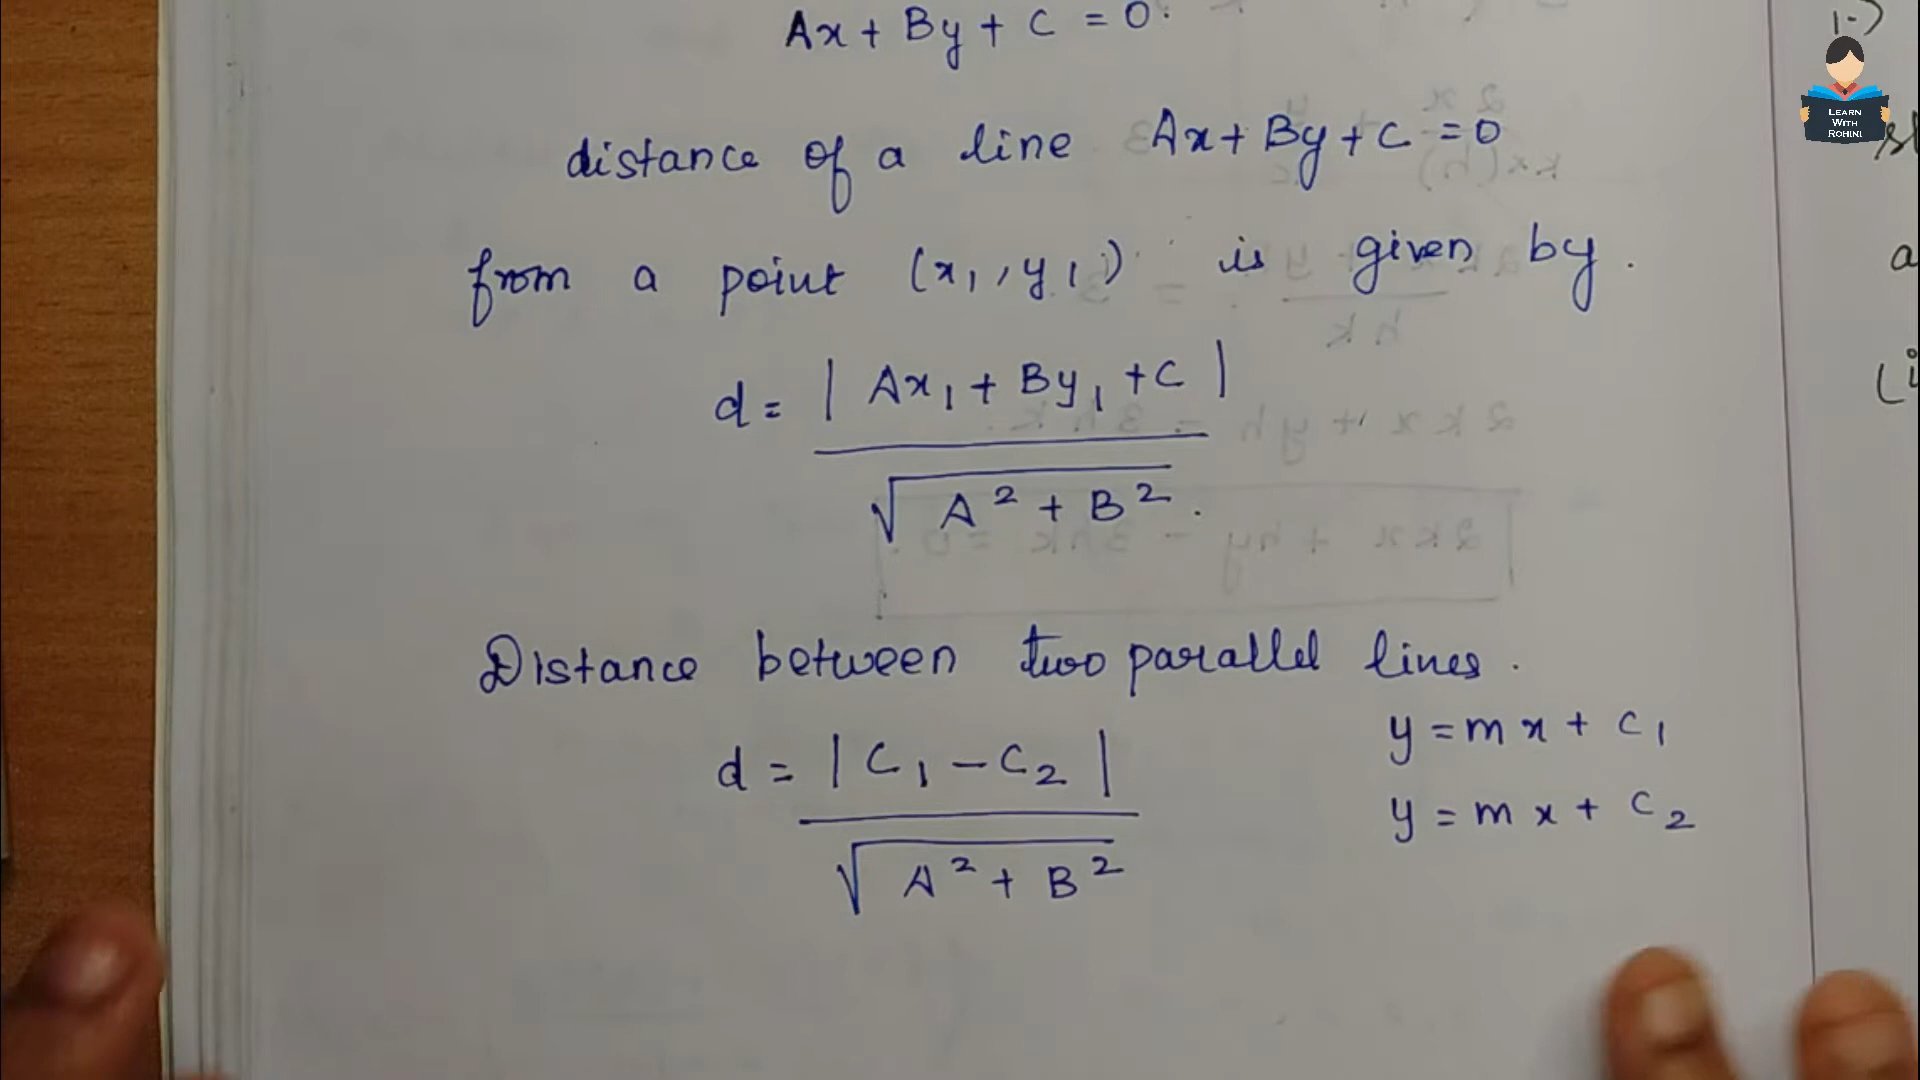 Ax + By + C = 0.
distance of a line Ax + By + C = 0
from a point (x₁, y₁) is given by.
d = | Ax₁ + By₁ + C |
√ A² + B² .
Distance between two parallel lines.
d = | C₁ - C₂ |
√ A² + B²
y = mx + C₁
y = mx + C₂
1.)
a
(i
LEARN
WITH
ROHINI